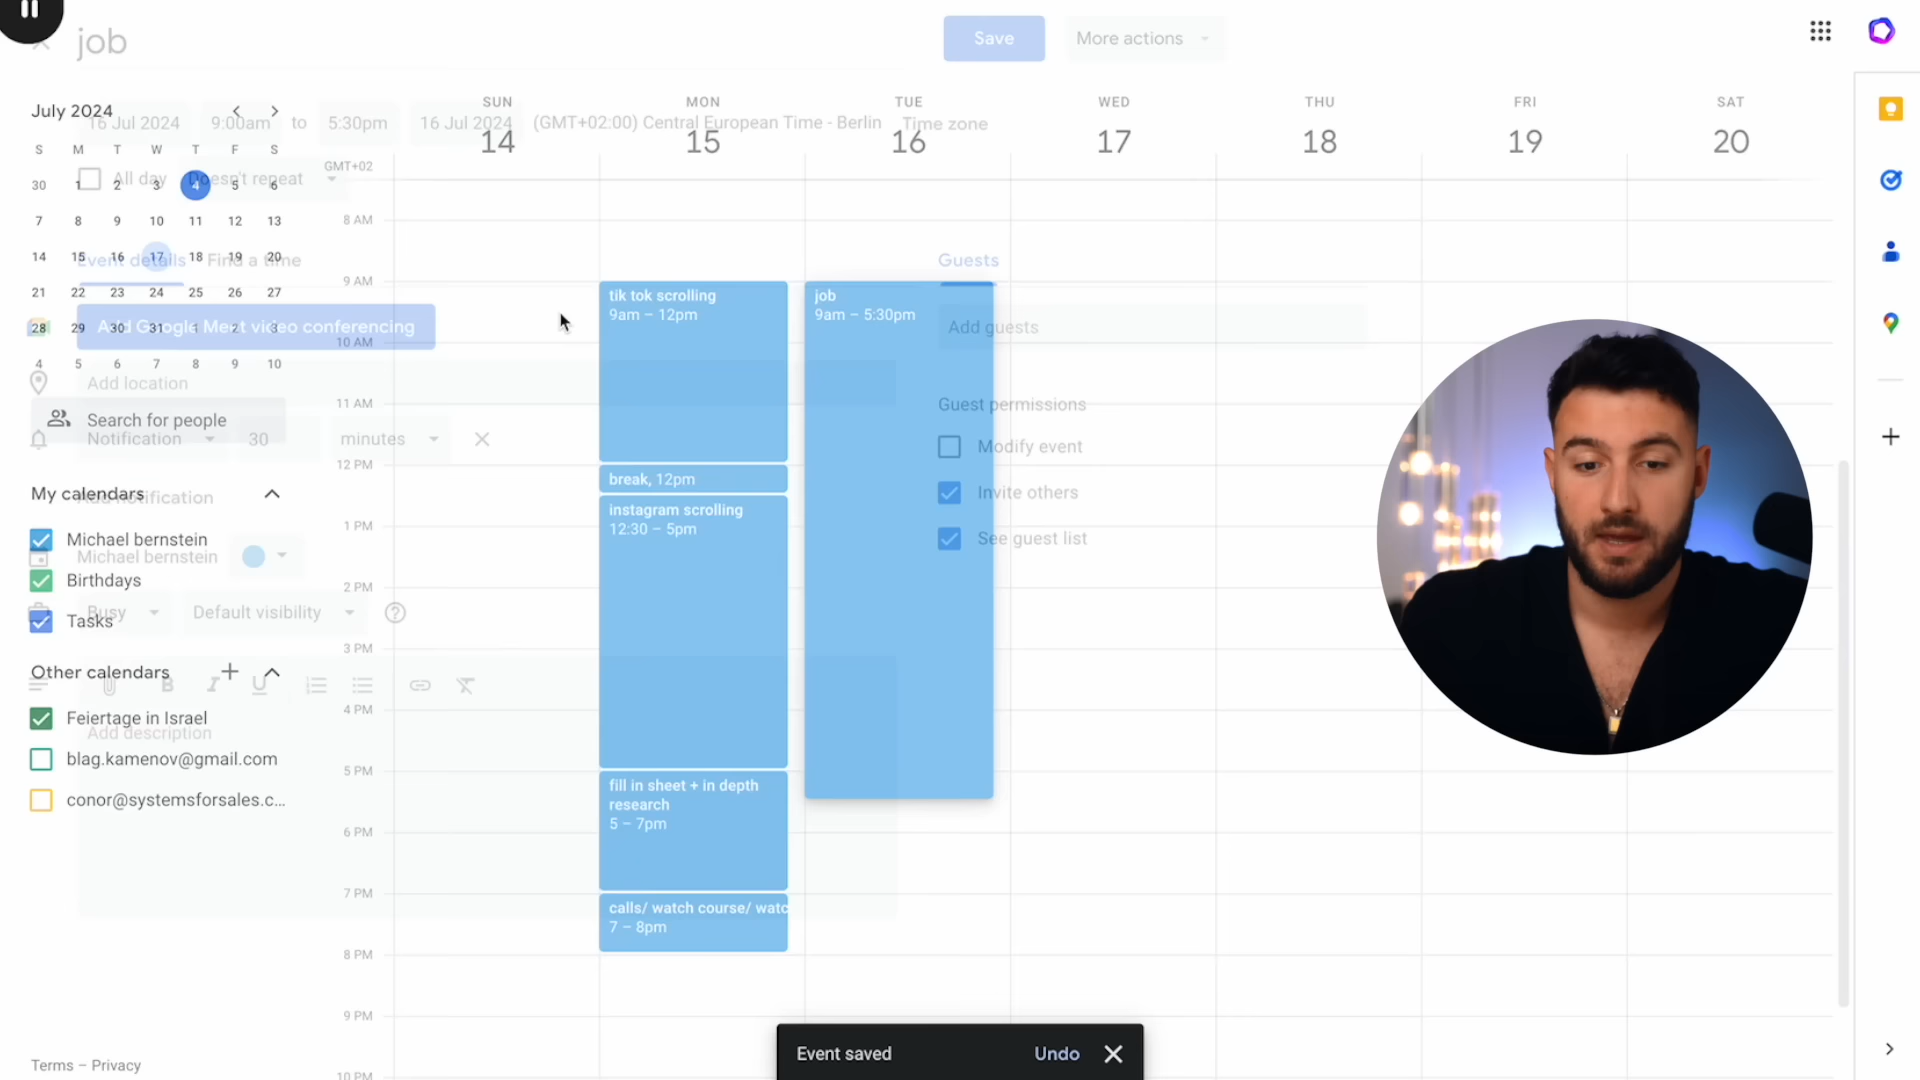 job
Save
More actions
July 2024
16 Jul 2024
9:00am
to
5:30pm
16 Jul 2024
(GMT+02:00) Central European Time - Berlin
Time zone
SUN
MON
TUE
WED
THU
FRI
SAT
14
15
16
17
18
19
20
S M T W T F S
GMT+02
All day
Doesn't repeat
30 1 2 3 4 5 6
7 8 9 10 11 12 13
14 15 16 17 18 19 20
21 22 23 24 25 26 27
28 29 30 31 1 2 3
4 5 6 7 8 9 10
Event details
Find a time
Guests
Add Google Meet video conferencing
Add guests
Add location
Search for people
Guest permissions
Notification
30
minutes
Modify event
Invite others
See guest list
My calendars
Add notification
Michael bernstein
Michael bernstein
Birthdays
Busy
Default visibility
Tasks
Other calendars
B I U
Feiertage in Israel
Add description
blag.kamenov@gmail.com
conor@systemsforsales.c...
8 AM
9 AM
10 AM
11 AM
12 PM
1 PM
2 PM
3 PM
4 PM
5 PM
6 PM
7 PM
8 PM
9 PM
10 PM
tik tok scrolling
9am – 12pm
break, 12pm
instagram scrolling
12:30 – 5pm
fill in sheet + in depth
research
5 – 7pm
calls/ watch course/ watc
7 – 8pm
job
9am – 5:30pm
Event saved
Undo
Terms – Privacy